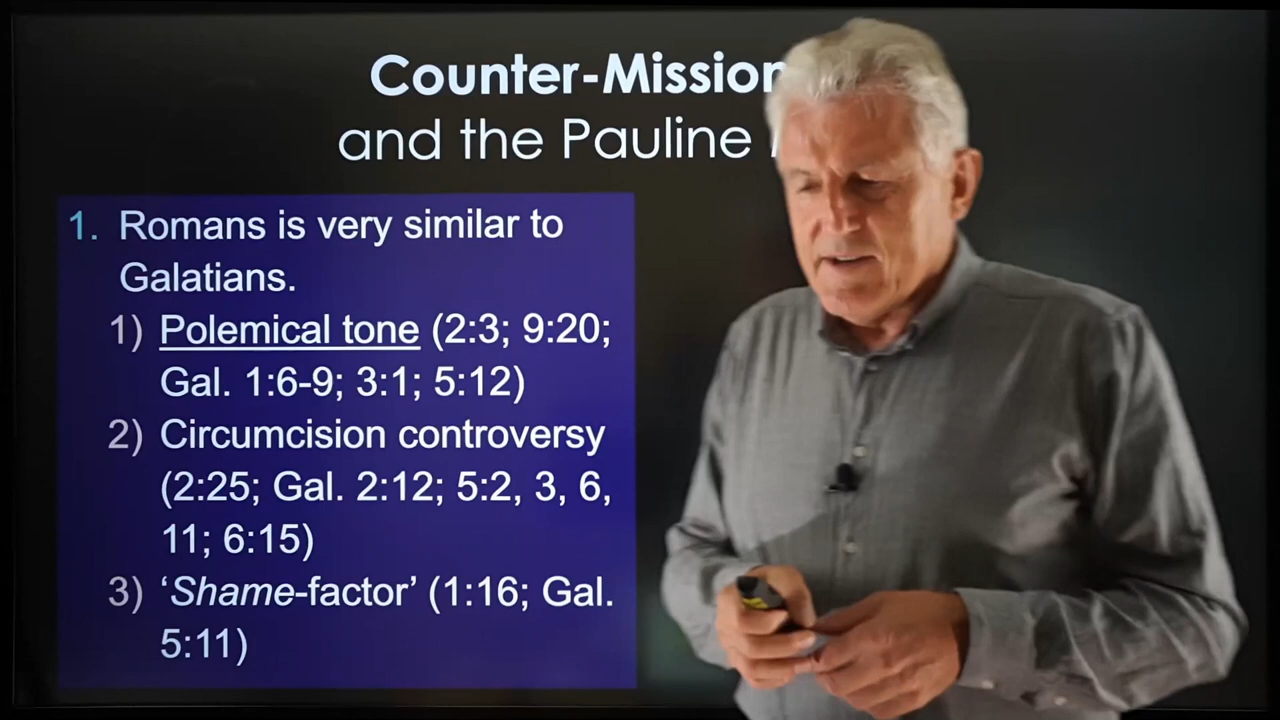 Counter-Mission
and the Pauline
1. Romans is very similar to
Galatians.
1) Polemical tone (2:3; 9:20;
Gal. 1:6-9; 3:1; 5:12)
2) Circumcision controversy
(2:25; Gal. 2:12; 5:2, 3, 6,
11; 6:15)
3) ‘Shame-factor’ (1:16; Gal.
5:11)